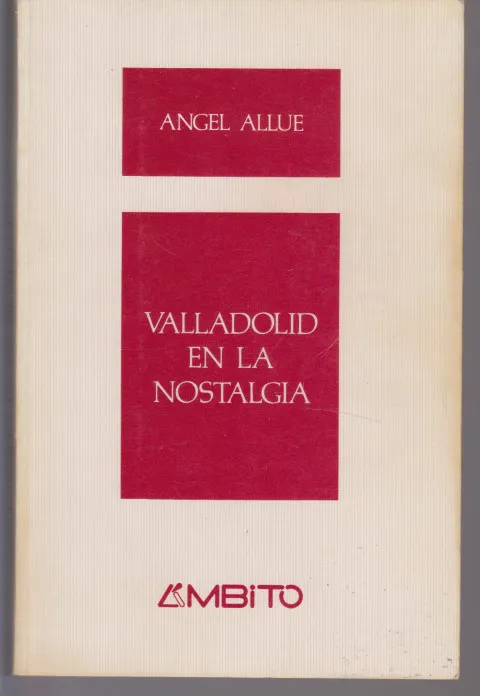 ANGEL ALLUE
VALLADOLID
EN LA
NOSTALGIA
ÁMBiTO